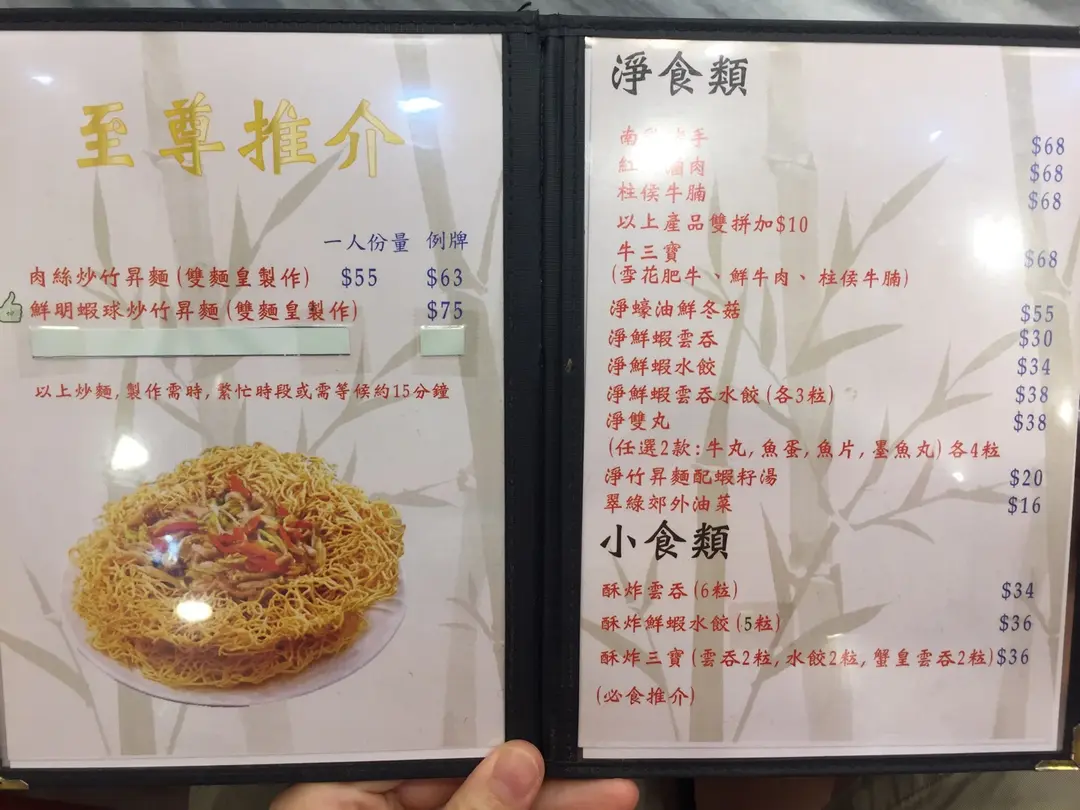 至尊推介
一人份量 例牌
肉絲炒竹昇麵(雙麵皇製作) $55 $63
鮮明蝦球炒竹昇麵(雙麵皇製作) $75
以上炒麵,製作需時,繁忙時段或需等候約15分鐘
淨食類
南 手 $68
紅 滷肉 $68
柱侯牛腩 $68
以上產品雙拼加$10
牛三寶 $68
(雪花肥牛、鮮牛肉、柱侯牛腩)
淨蠔油鮮冬菇 $55
淨鮮蝦雲吞 $30
淨鮮蝦水餃 $34
淨鮮蝦雲吞水餃(各3粒) $38
淨雙丸 $38
(任選2款:牛丸,魚蛋,魚片,墨魚丸)各4粒
淨竹昇麵配蝦籽湯 $20
翠綠郊外油菜 $16
小食類
酥炸雲吞(6粒) $34
酥炸鮮蝦水餃(5粒) $36
酥炸三寶(雲吞2粒,水餃2粒,蟹皇雲吞2粒)$36
(必食推介)